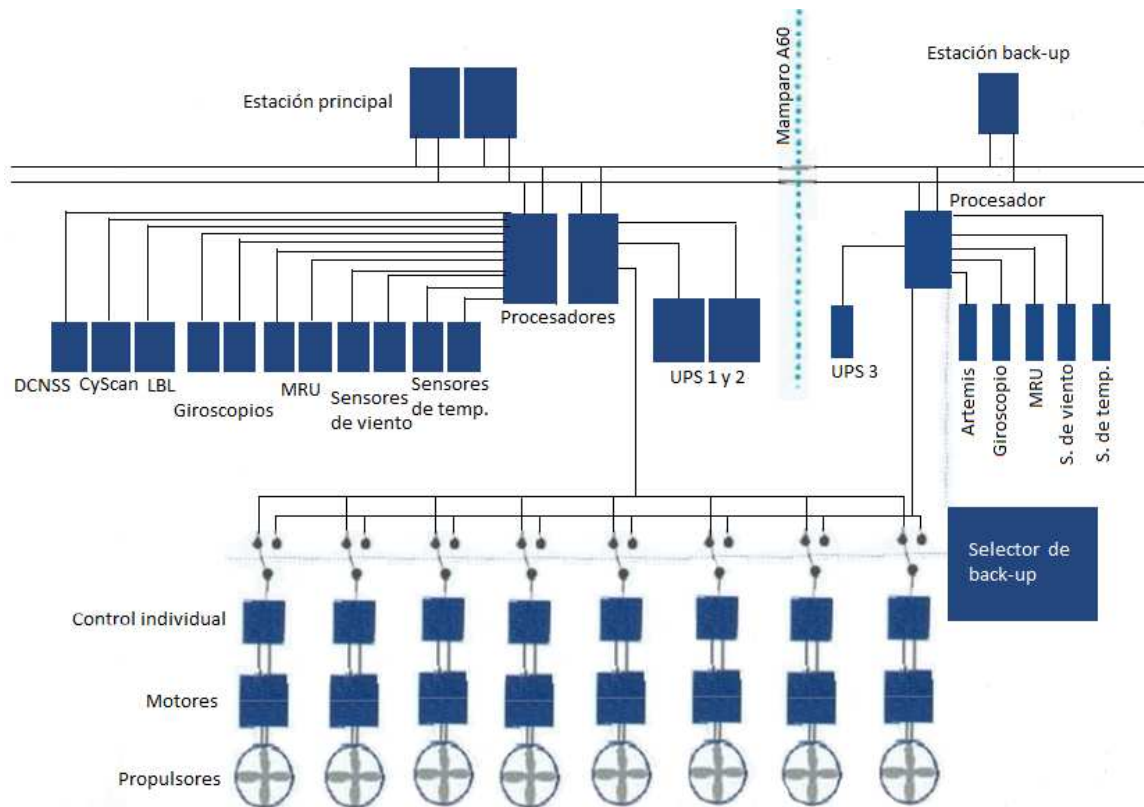 Estación principal
Mamparo A60
Estación back-up
Procesador
Procesadores
DCNSS
CyScan
LBL
Giroscopios
MRU
Sensores
de viento
Sensores
de temp.
UPS 1 y 2
UPS 3
Artemis
Giroscopio
MRU
S. de viento
S. de temp.
Selector de
back-up
Control individual
Motores
Propulsores